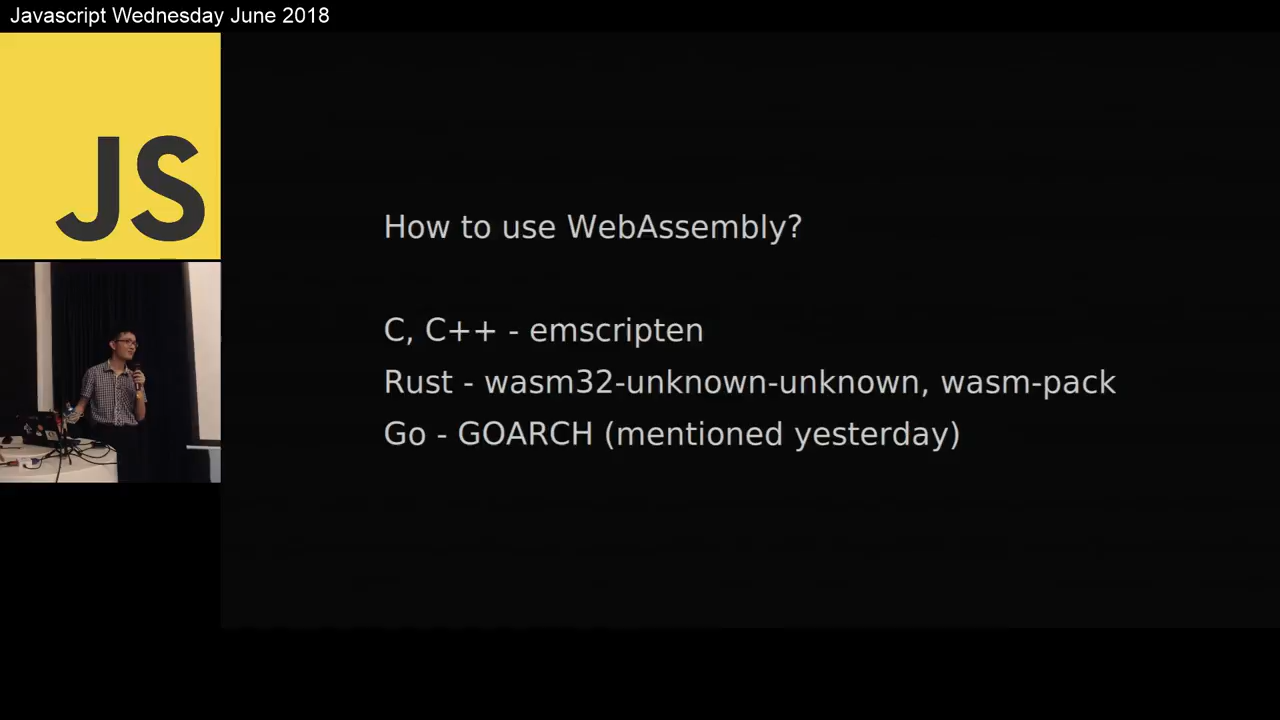 Javascript Wednesday June 2018
JS
How to use WebAssembly?
C, C++ - emscripten
Rust - wasm32-unknown-unknown, wasm-pack
Go - GOARCH (mentioned yesterday)